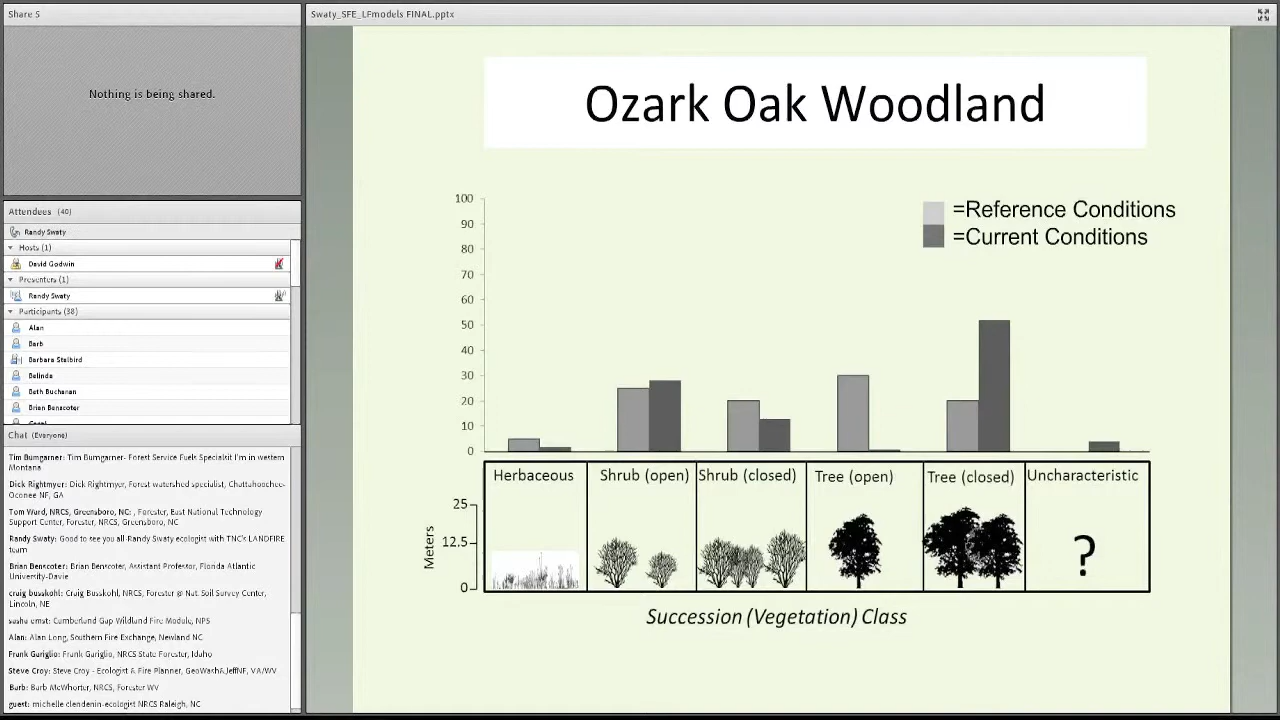 Share 5
Nothing is being shared.
Attendees (40)
Randy Swaty
Hosts (1)
David Godwin
Presenters (1)
Randy Swaty
Participants (38)
Alan
Barb
Barbara Stelbird
Belinda
Beth Buchanan
Brian Benscoter
Chat (Everyone)
Tim Bumgarner: Tim Bumgarner- Forest Service Fuels Specialsit I'm in western
Montana
Dick Rightmyer: Dick Rightmyer, Forest watershed specialist, Chattahoochee-
Oconee NF, GA
Tom Ward, NRCS, Greensboro, NC: , Forester, East National Technology
Support Center, Forester, NRCS, Greensboro, NC
Randy Swaty: Good to see you all-Randy Swaty ecologist with TNC's LANDFIRE
team
Brian Benscoter: Brian Benscoter, Assistant Professor, Florida Atlantic
University-Davie
craig busskohl: Craig Busskohl, NRCS, Forester @ Nat. Soil Survey Center,
Lincoln, NE
sasha ernst: Cumberland Gap Wildland Fire Module, NPS
Alan: Alan Long, Southern Fire Exchange, Newland NC
Frank Gariglio: Frank Gariglio, NRCS State Forester, Idaho
Steve Croy: Steve Croy - Ecologist & Fire Planner, GeoWash&JeffNF, VA/WV
Barb: Barb McWhorter, NRCS, Forester WV
guest: michelle clendenin-ecologist NRCS Raleigh, NC
Swaty_SFE_LFmodels FINAL.pptx
Ozark Oak Woodland
=Reference Conditions
=Current Conditions
100
90
80
70
60
50
40
30
20
10
0
Herbaceous
Shrub (open)
Shrub (closed)
Tree (open)
Tree (closed)
Uncharacteristic
?
Meters
25
12.5
0
Succession (Vegetation) Class